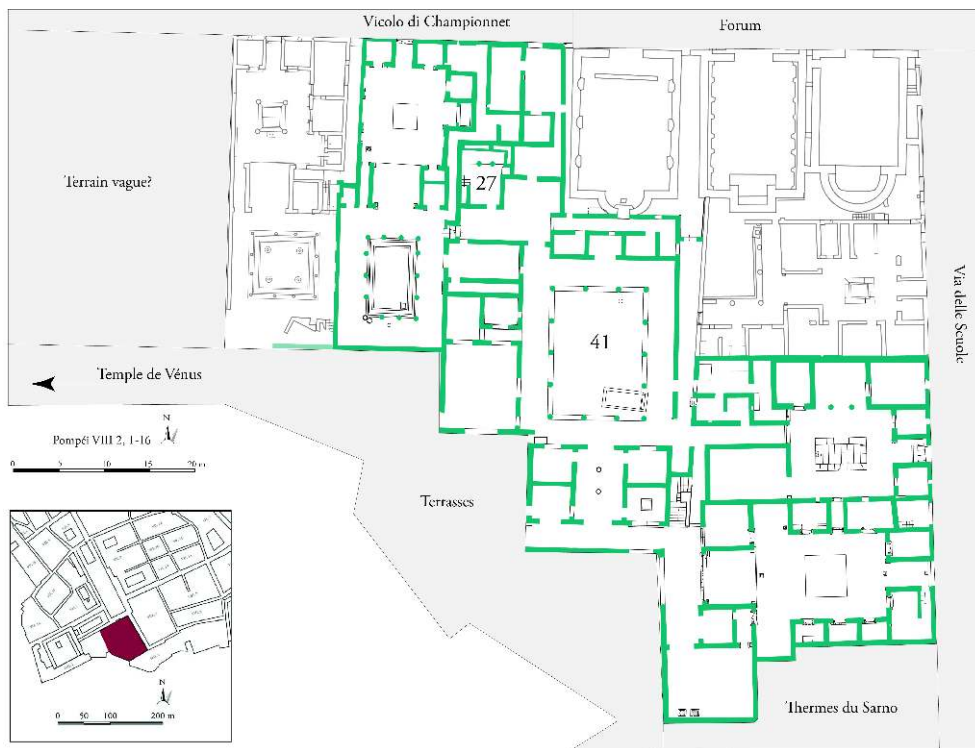 Vicolo di Championnet
Forum
Terrain vague?
27
41
Via delle Scuole
Temple de Vénus
N
Pompéi VIII 2, 1-16
0 5 10 15 20 m
Terrasses
N
0 50 100 200 m
Thermes du Sarno